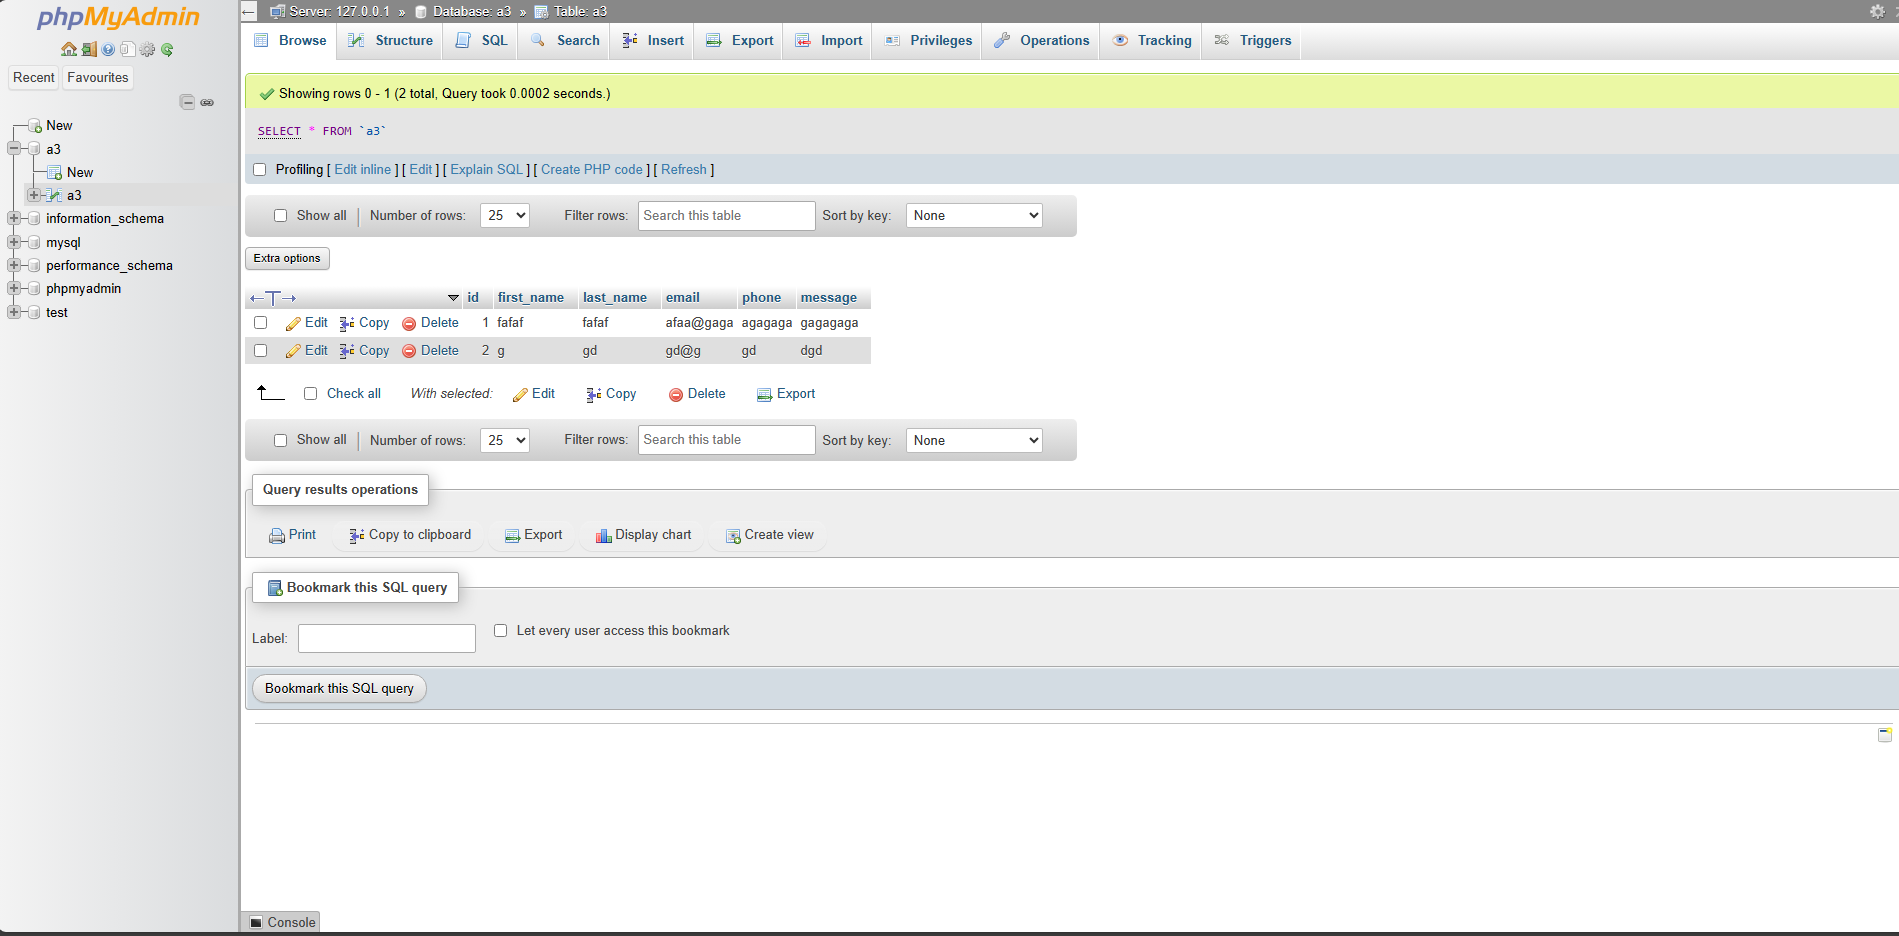 phpMyAdmin
Recent Favourites
New
a3
New
a3
information_schema
mysql
performance_schema
phpmyadmin
test
Server: 127.0.0.1 » Database: a3 » Table: a3
Browse Structure SQL Search Insert Export Import Privileges Operations Tracking Triggers
Showing rows 0 - 1 (2 total, Query took 0.0002 seconds.)
SELECT * FROM `a3`
Profiling [ Edit inline ] [ Edit ] [ Explain SQL ] [ Create PHP code ] [ Refresh ]
Show all Number of rows: 25 Filter rows: Search this table Sort by key: None
Extra options
←T→ id first_name last_name email phone message
Edit Copy Delete 1 fafaf fafaf afaa@gaga agagaga gagagaga
Edit Copy Delete 2 g gd gd@g gd dgd
Check all With selected: Edit Copy Delete Export
Show all Number of rows: 25 Filter rows: Search this table Sort by key: None
Query results operations
Print Copy to clipboard Export Display chart Create view
Bookmark this SQL query
Label: Let every user access this bookmark
Bookmark this SQL query
Console